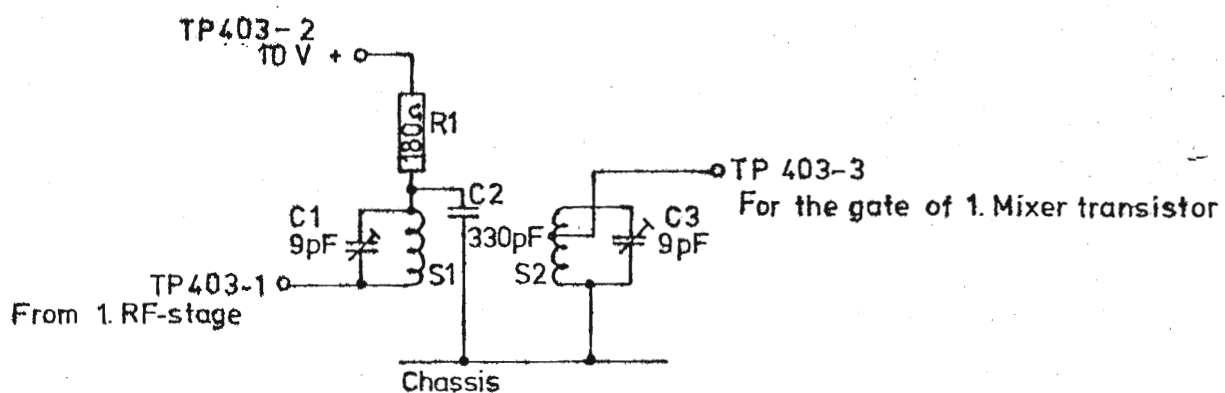 TP403-2
10 V +
180Ω
R1
C2
330pF
C1
9pF
S1
TP403-1
From 1. RF-stage
TP 403-3
For the gate of 1. Mixer transistor
C3
9pF
S2
Chassis